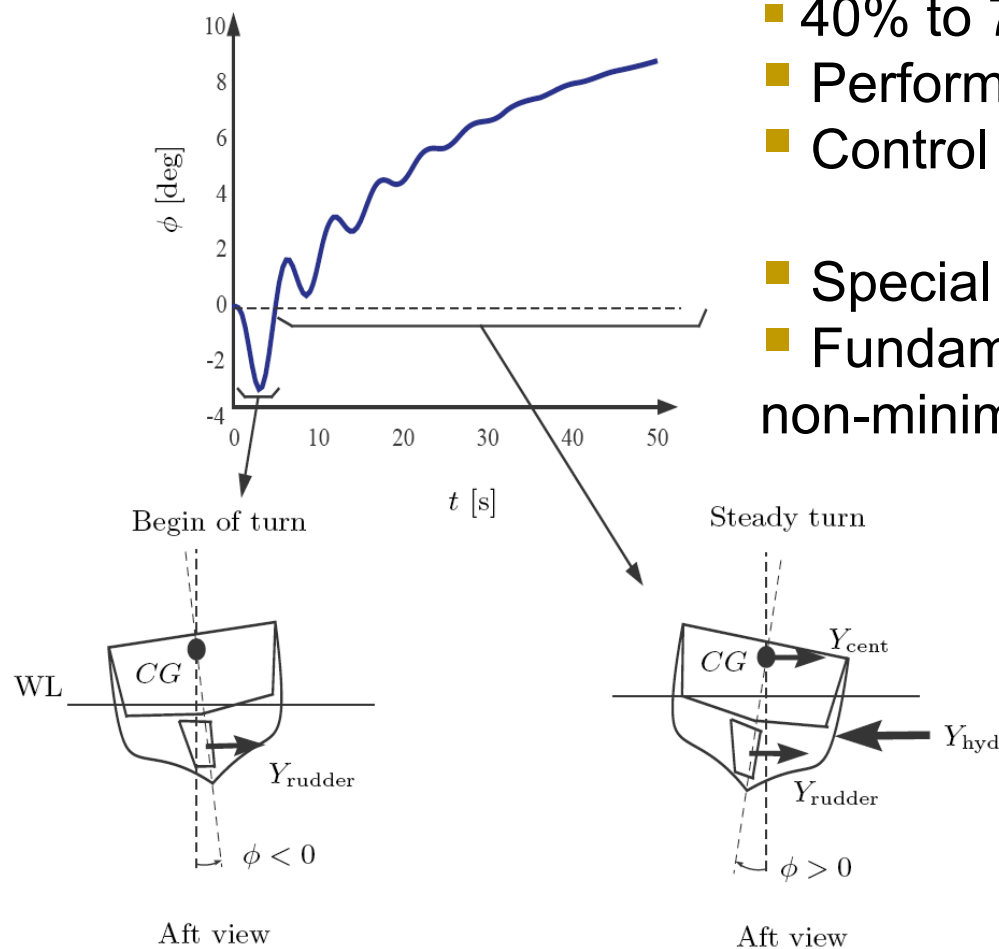 10
8
6
4
2
0
-2
-4
ϕ [deg]
0 10 20 30 40 50
t [s]
40% to
Perform
Control
Special
Fundam
non-minim
Begin of turn
WL
CG
Y_rudder
ϕ < 0
Aft view
Steady turn
Y_cent
CG
Y_hyd
Y_rudder
ϕ > 0
Aft view